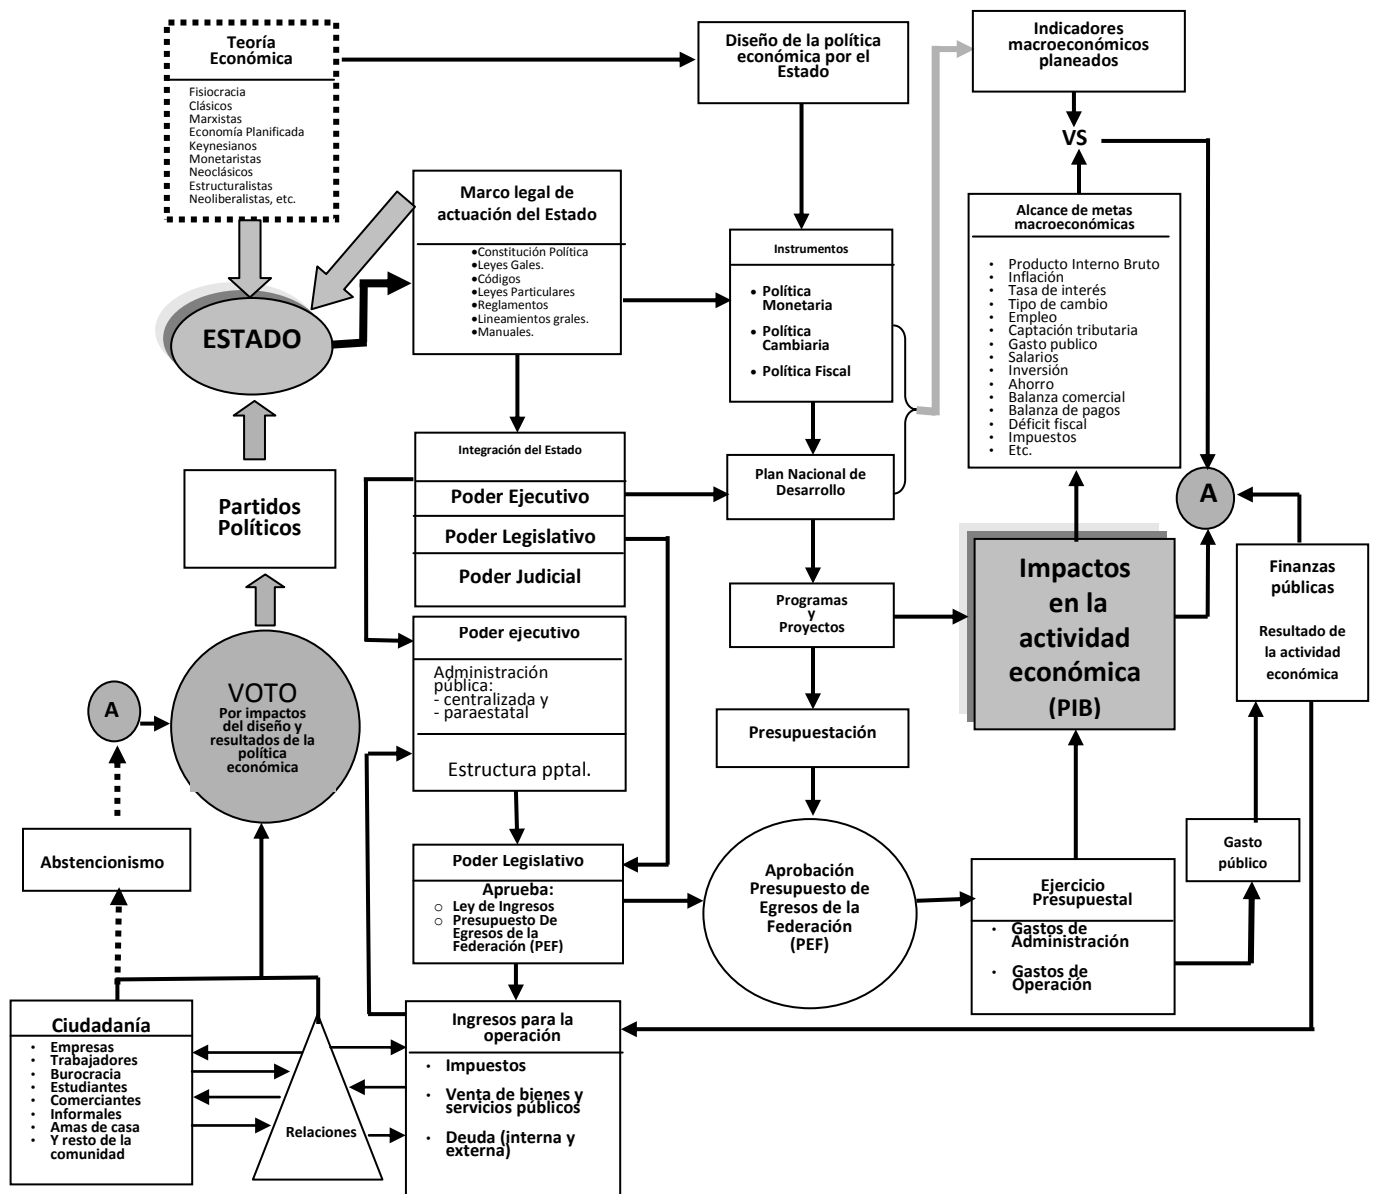 Teoría
Económica
Fisiocracia
Clásicos
Marxistas
Economía Planificada
Keynesianos
Monetaristas
Neoclásicos
Estructuralistas
Neoliberalistas, etc.
Diseño de la política
económica por el
Estado
Indicadores
macroeconómicos
planeados
VS
Marco legal de
actuación del Estado
•Constitución Política
•Leyes Gales.
•Códigos
•Leyes Particulares
•Reglamentos
•Lineamientos grales.
•Manuales.
Instrumentos
• Política
Monetaria
• Política
Cambiaria
• Política Fiscal
Alcance de metas
macroeconómicas
· Producto Interno Bruto
· Inflación
· Tasa de interés
· Tipo de cambio
· Empleo
· Captación tributaria
· Gasto publico
· Salarios
· Inversión
· Ahorro
· Balanza comercial
· Balanza de pagos
· Déficit fiscal
· Impuestos
· Etc.
ESTADO
Integración del Estado
Poder Ejecutivo
Poder Legislativo
Poder Judicial
Plan Nacional de
Desarrollo
A
Partidos
Políticos
Impactos
en la
actividad
económica
(PIB)
Finanzas
públicas
Resultado de
la actividad
económica
Programas
y
Proyectos
Poder ejecutivo
Administración
pública:
- centralizada y
- paraestatal
Estructura pptal.
Presupuestación
VOTO
Por impactos
del diseño y
resultados de la
política
económica
A
Abstencionismo
Poder Legislativo
Aprueba:
o Ley de Ingresos
o Presupuesto De
Egresos de la
Federación (PEF)
Aprobación
Presupuesto de
Egresos de la
Federación
(PEF)
Ejercicio
Presupuestal
· Gastos de
Administración
· Gastos de
Operación
Gasto
público
Ciudadanía
· Empresas
· Trabajadores
· Burocracia
· Estudiantes
· Comerciantes
· Informales
· Amas de casa
· Y resto de la
comunidad
Relaciones
Ingresos para la
operación
· Impuestos
· Venta de bienes y
servicios públicos
· Deuda (interna y
externa)